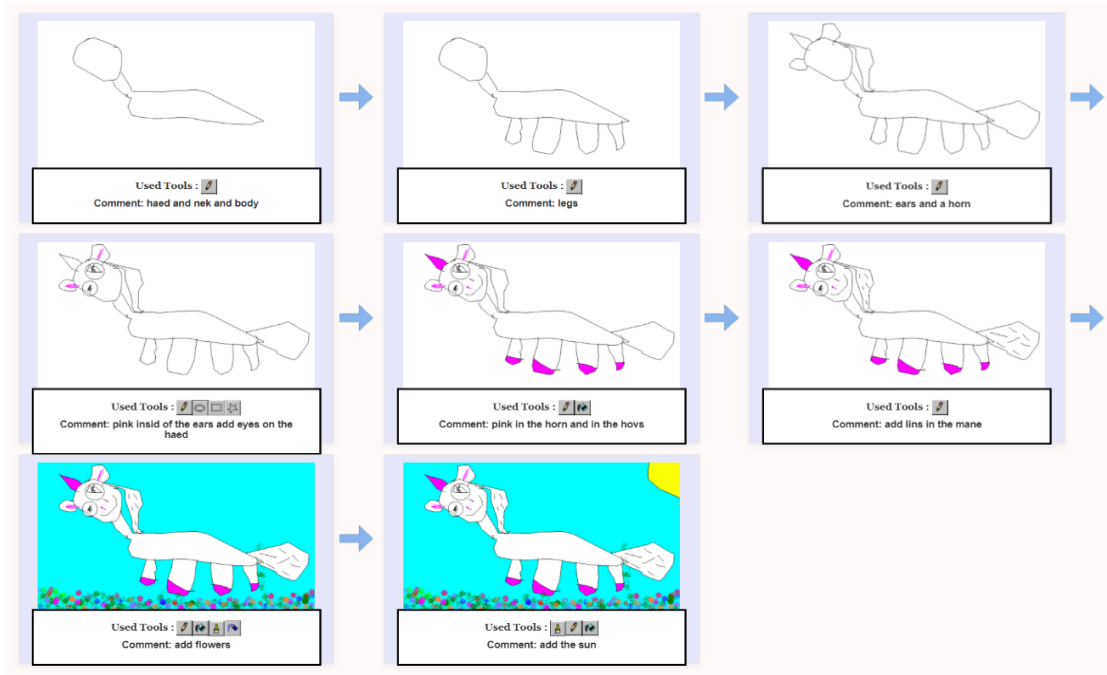 Used Tools :
Comment: haed and nek and body
Used Tools :
Comment: legs
Used Tools :
Comment: ears and a horn
Used Tools :
Comment: pink insid of the ears add eyes on the
haed
Used Tools :
Comment: pink in the horn and in the hovs
Used Tools :
Comment: add lins in the mane
Used Tools :
Comment: add flowers
Used Tools :
Comment: add the sun